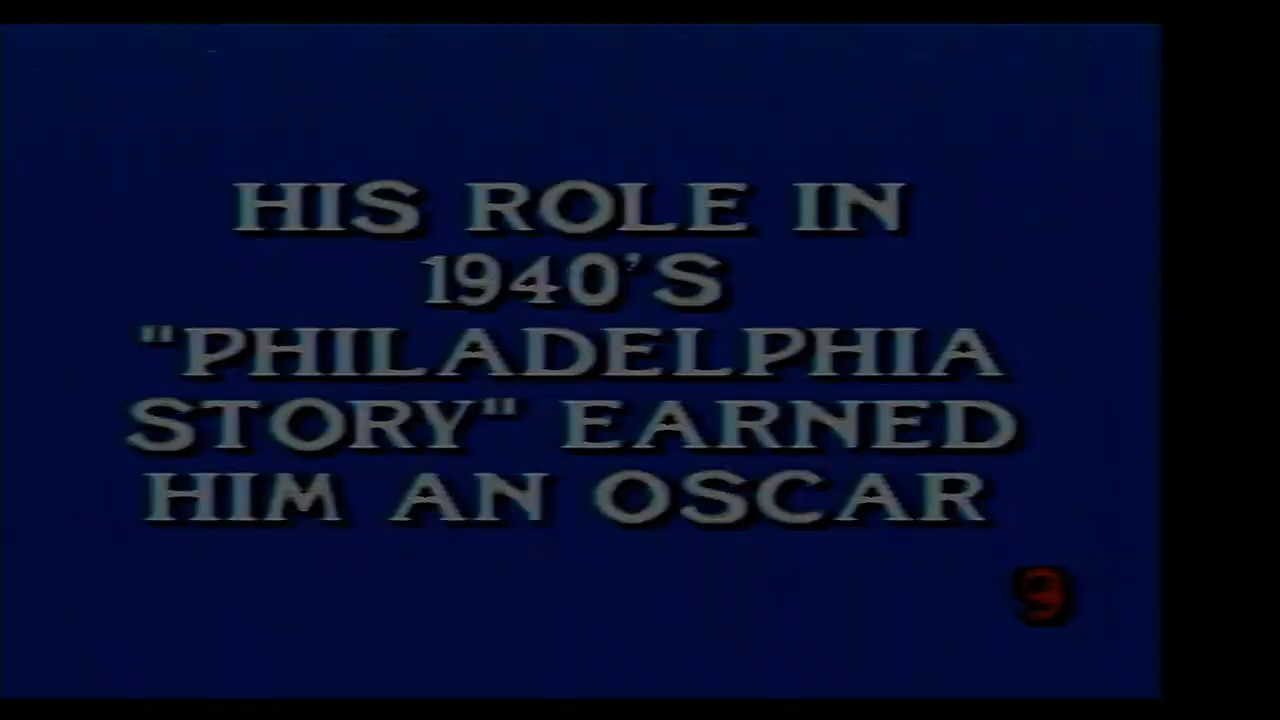 HIS ROLE IN
1940'S
"PHILADELPHIA
STORY" EARNED
HIM AN OSCAR
9